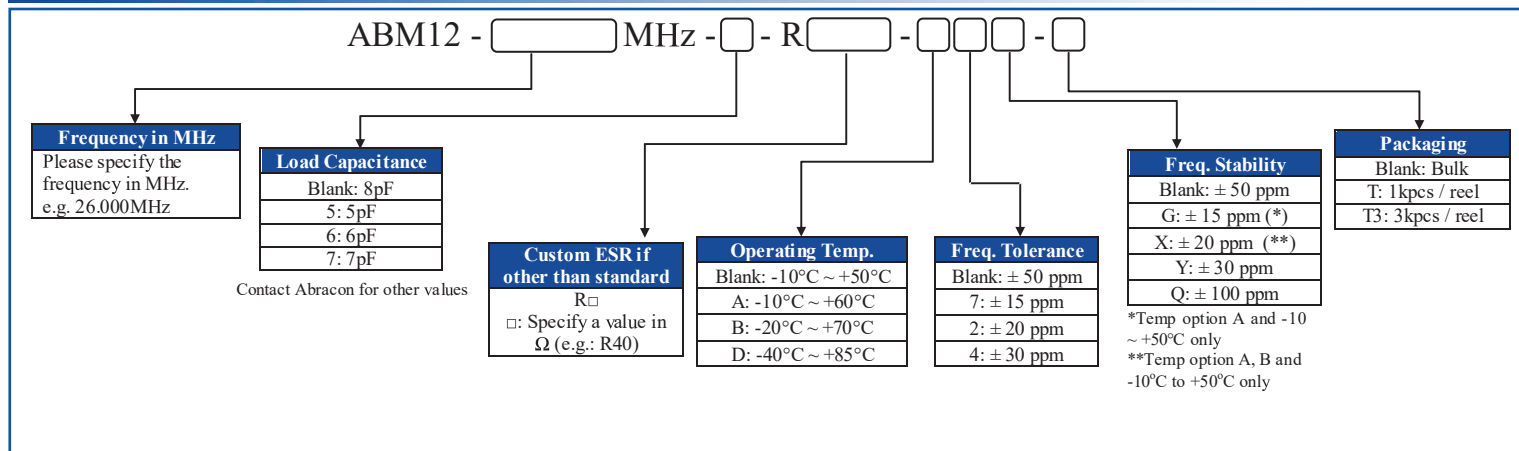 ABM12 - MHz - - R - -
Frequency in MHz
Please specify the
frequency in MHz.
e.g. 26.000MHz
Load Capacitance
Blank: 8pF
5: 5pF
6: 6pF
7: 7pF
Contact Abracon for other values
Custom ESR if
other than standard
R□
□: Specify a value in
Ω (e.g.: R40)
Operating Temp.
Blank: -10°C ~ +50°C
A: -10°C ~ +60°C
B: -20°C ~ +70°C
D: -40°C ~ +85°C
Freq. Tolerance
Blank: ± 50 ppm
7: ± 15 ppm
2: ± 20 ppm
4: ± 30 ppm
Freq. Stability
Blank: ± 50 ppm
G: ± 15 ppm (*)
X: ± 20 ppm (**)
Y: ± 30 ppm
Q: ± 100 ppm
*Temp option A and -10
~ +50°C only
**Temp option A, B and
-10°C to +50°C only
Packaging
Blank: Bulk
T: 1kpcs / reel
T3: 3kpcs / reel